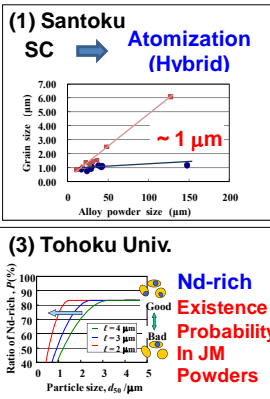 (1) Santoku
SC Atomization
(Hybrid)
Grain size (μm)
7.00
6.00
5.00
4.00
3.00
2.00
1.00
0.00
~ 1 μm
0 50 100 150 200
Alloy powder size (μm)
(3) Tohoku Univ.
Ratio of Nd-rich, P(%)
100
90
80
70
60
50
40
ℓ = 4 μm
ℓ = 3 μm
ℓ = 2 μm
0 1 2 3 4 5
Particle size, d50 /μm
Good
Bad
Nd-rich
Existence
Probability
In JM
Powders